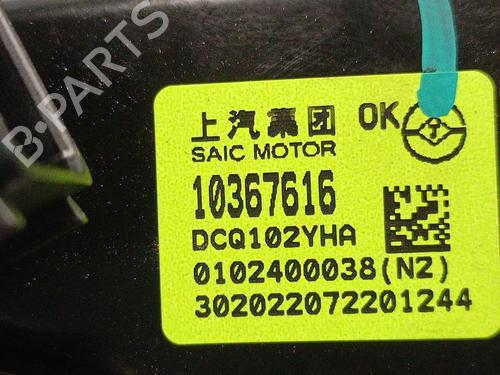 B-PARTS
上汽集团 OK
SAIC MOTOR
10367616
DCQ102YHA
0102400038(N2)
302022072201244